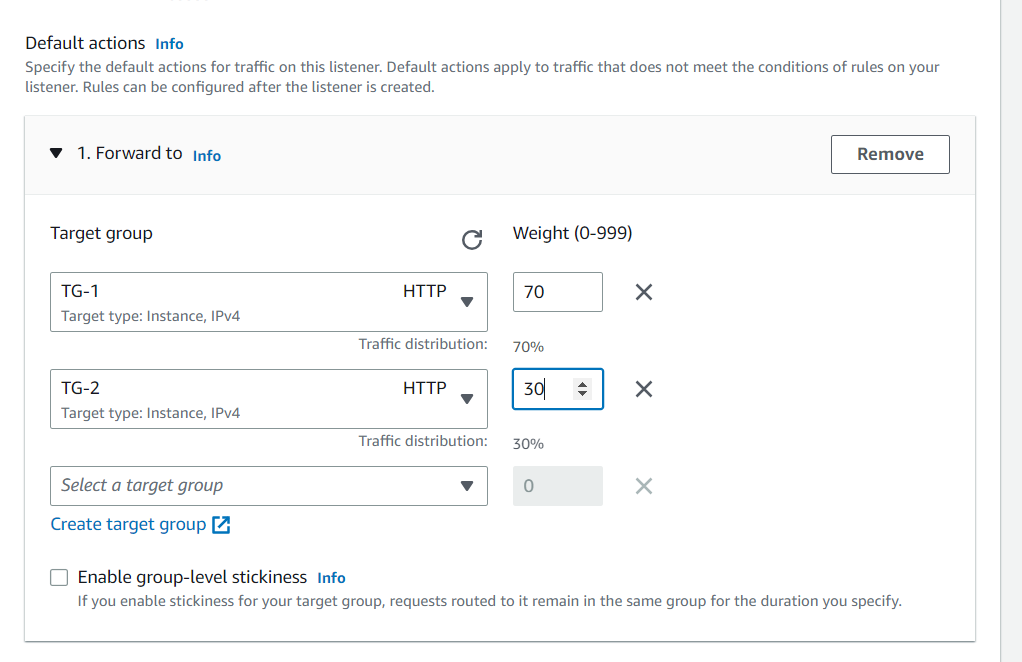 Default actions Info
Specify the default actions for traffic on this listener. Default actions apply to traffic that does not meet the conditions of rules on your
listener. Rules can be configured after the listener is created.
1. Forward to Info
Remove
Target group
Weight (0-999)
TG-1 HTTP
Target type: Instance, IPv4
70
Traffic distribution: 70%
TG-2 HTTP
Target type: Instance, IPv4
30
Traffic distribution: 30%
Select a target group
0
Create target group
Enable group-level stickiness Info
If you enable stickiness for your target group, requests routed to it remain in the same group for the duration you specify.